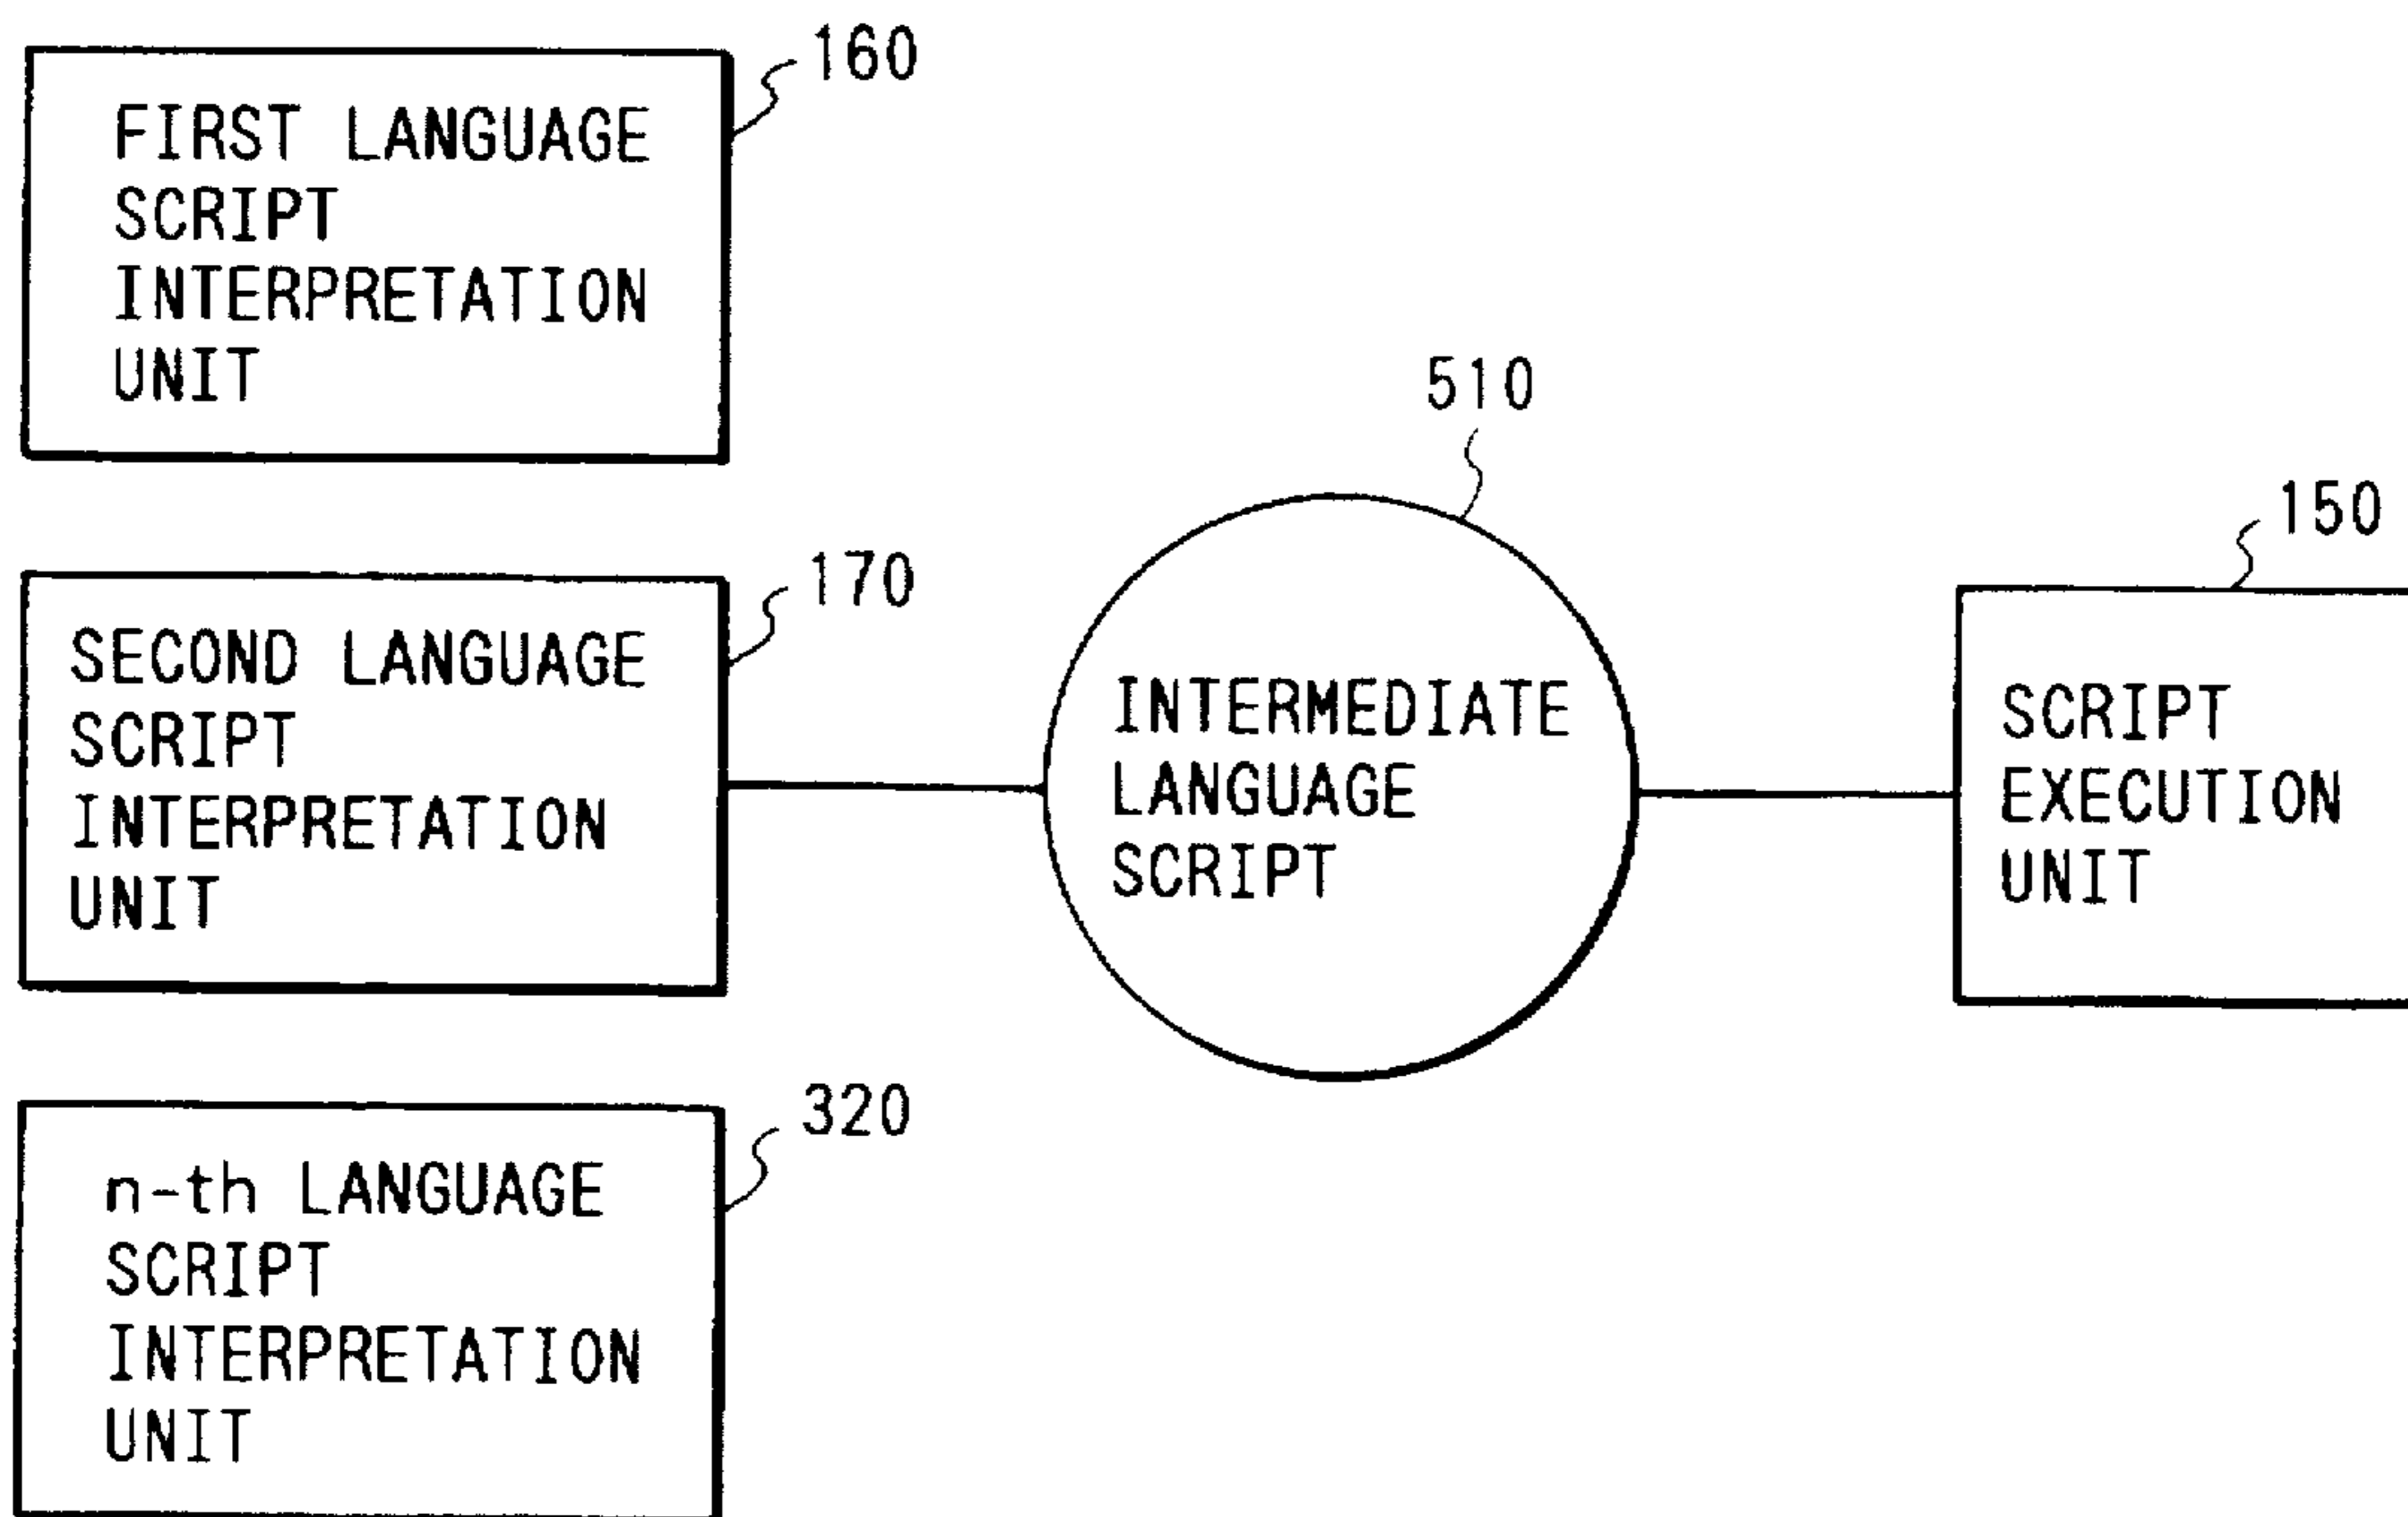 160
FIRST LANGUAGE
SCRIPT
INTERPRETATION
UNIT
510
150
170
SECOND LANGUAGE
SCRIPT
INTERPRETATION
UNIT
INTERMEDIATE
LANGUAGE
SCRIPT
SCRIPT
EXECUTION
UNIT
320
n-th LANGUAGE
SCRIPT
INTERPRETATION
UNIT